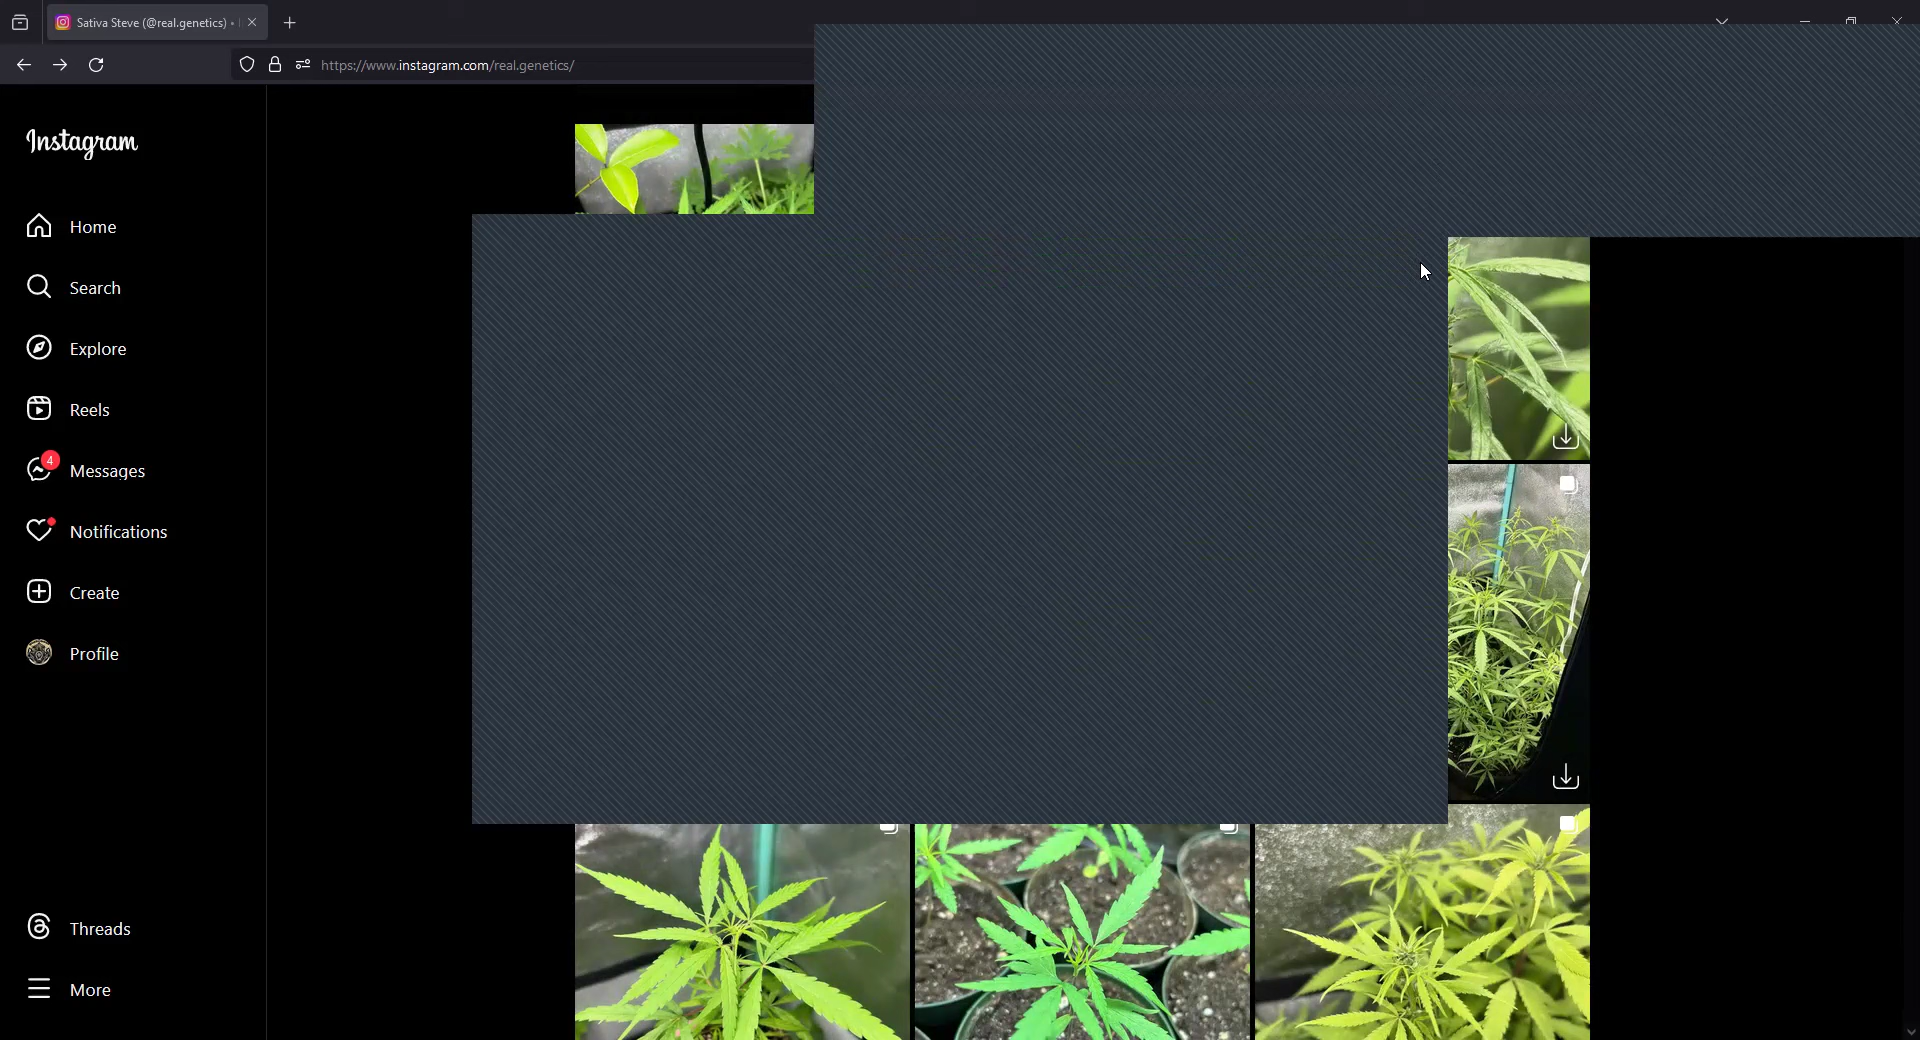 Sativa Steve (@real.genetics) •
https://www.instagram.com/real.genetics/
Instagram
Home
Search
Explore
Reels
4
Messages
Notifications
Create
Profile
Threads
More